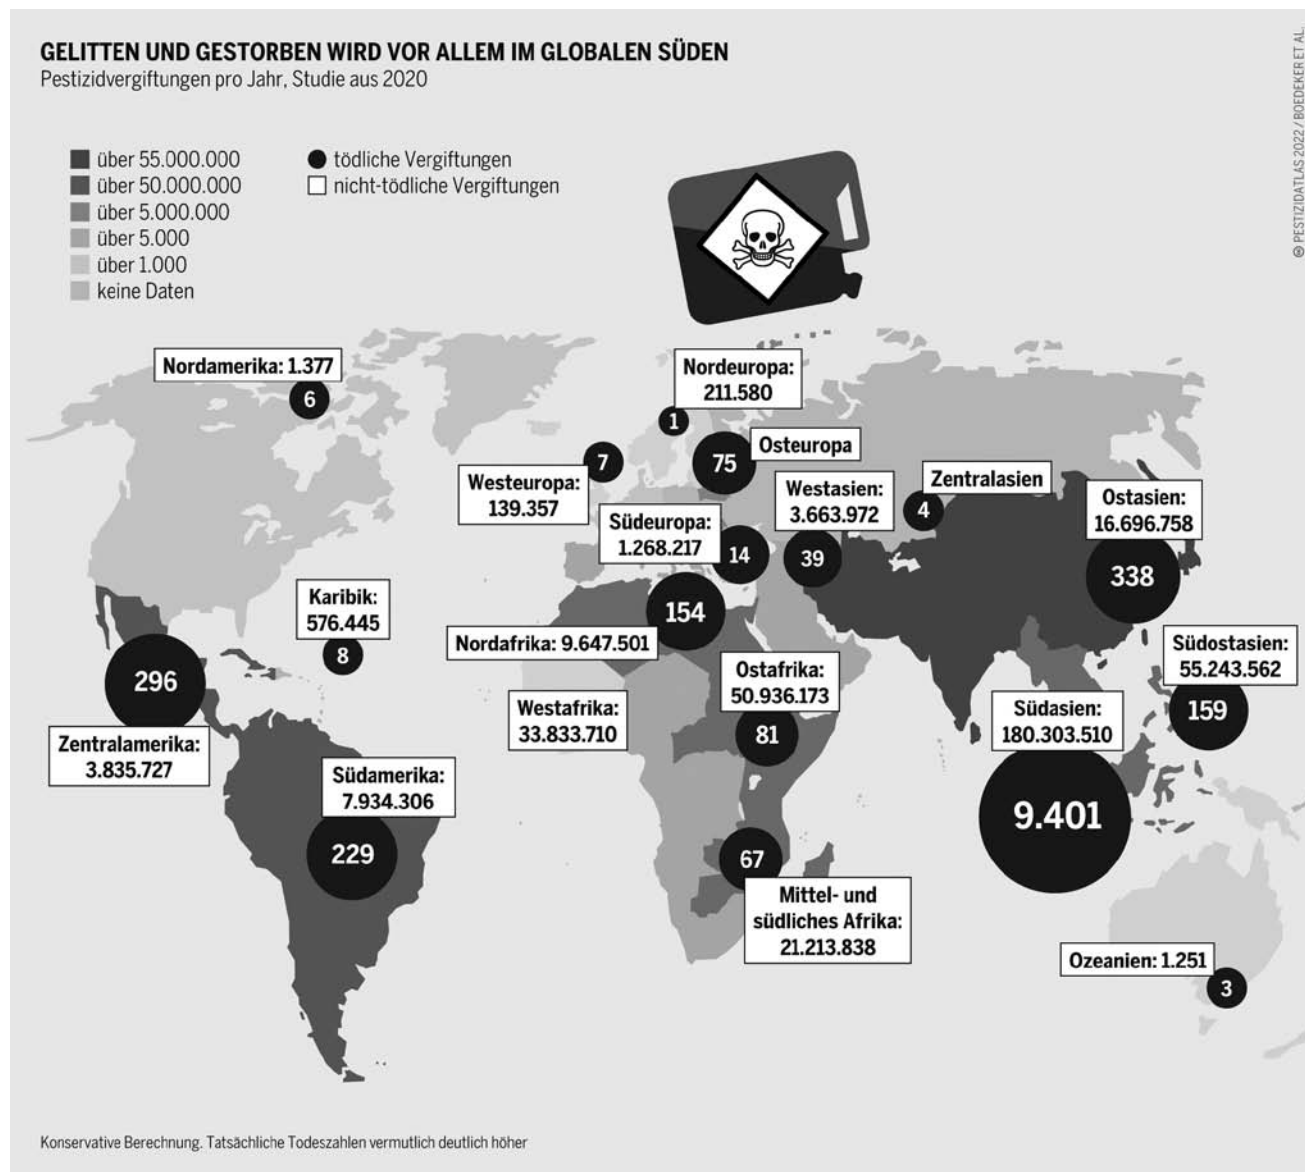 GELITTEN UND GESTORBEN WIRD VOR ALLEM IM GLOBALEN SÜDEN
Pestizidvergiftungen pro Jahr, Studie aus 2020
über 55.000.000
über 50.000.000
über 5.000.000
über 5.000
über 1.000
keine Daten
tödliche Vergiftungen
nicht-tödliche Vergiftungen
PESTIZIDATLAS 2022 / BOEDEKER ET AL.
Nordamerika: 1.377
6
Nordeuropa:
211.580
1
Osteuropa
75
7
Westeuropa:
139.357
Westasien:
3.663.972
39
Zentralasien
4
Ostasien:
16.696.758
338
Südeuropa:
1.268.217
14
Karibik:
576.445
8
154
Nordafrika: 9.647.501
Ostafrika:
50.936.173
81
Südostasien:
55.243.562
159
296
Zentralamerika:
3.835.727
Westafrika:
33.833.710
Südasien:
180.303.510
9.401
Südamerika:
7.934.306
229
67
Mittel- und
südliches Afrika:
21.213.838
Ozeanien: 1.251
3
Konservative Berechnung. Tatsächliche Todeszahlen vermutlich deutlich höher